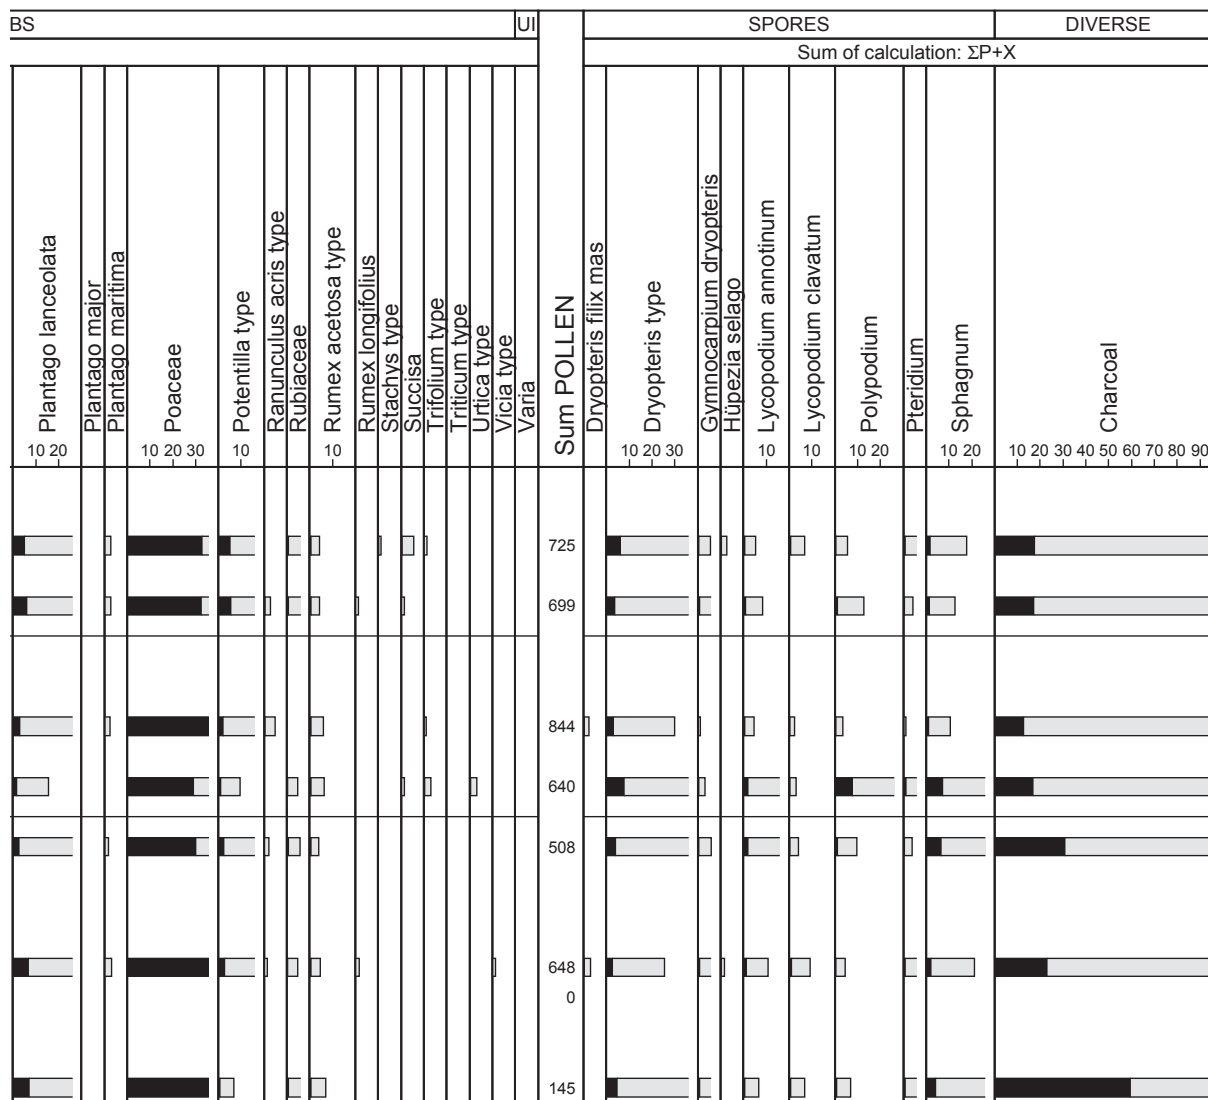 BS UI SPORES DIVERSE
Sum of calculation: ΣP+X
Plantago lanceolata
Plantago major
Plantago maritima
Poaceae
Potentilla type
Ranunculus acris type
Rubiaceae
Rumex acetosa type
Rumex longifolius
Stachys type
Succisa
Trifolium type
Triticum type
Urtica type
Vicia type
Varia
Sum POLLEN
Dryopteris filix mas
Dryopteris type
Gymnocarpium dryopteris
Hüpezia selago
Lycopodium annotinum
Lycopodium clavatum
Polypodium
Pteridium
Sphagnum
Charcoal
10 20 10 20 30 10 10 10 20 30 10 10 10 20 10 20 10 20 30 40 50 60 70 80 90
725
699
844
640
508
648
0
145